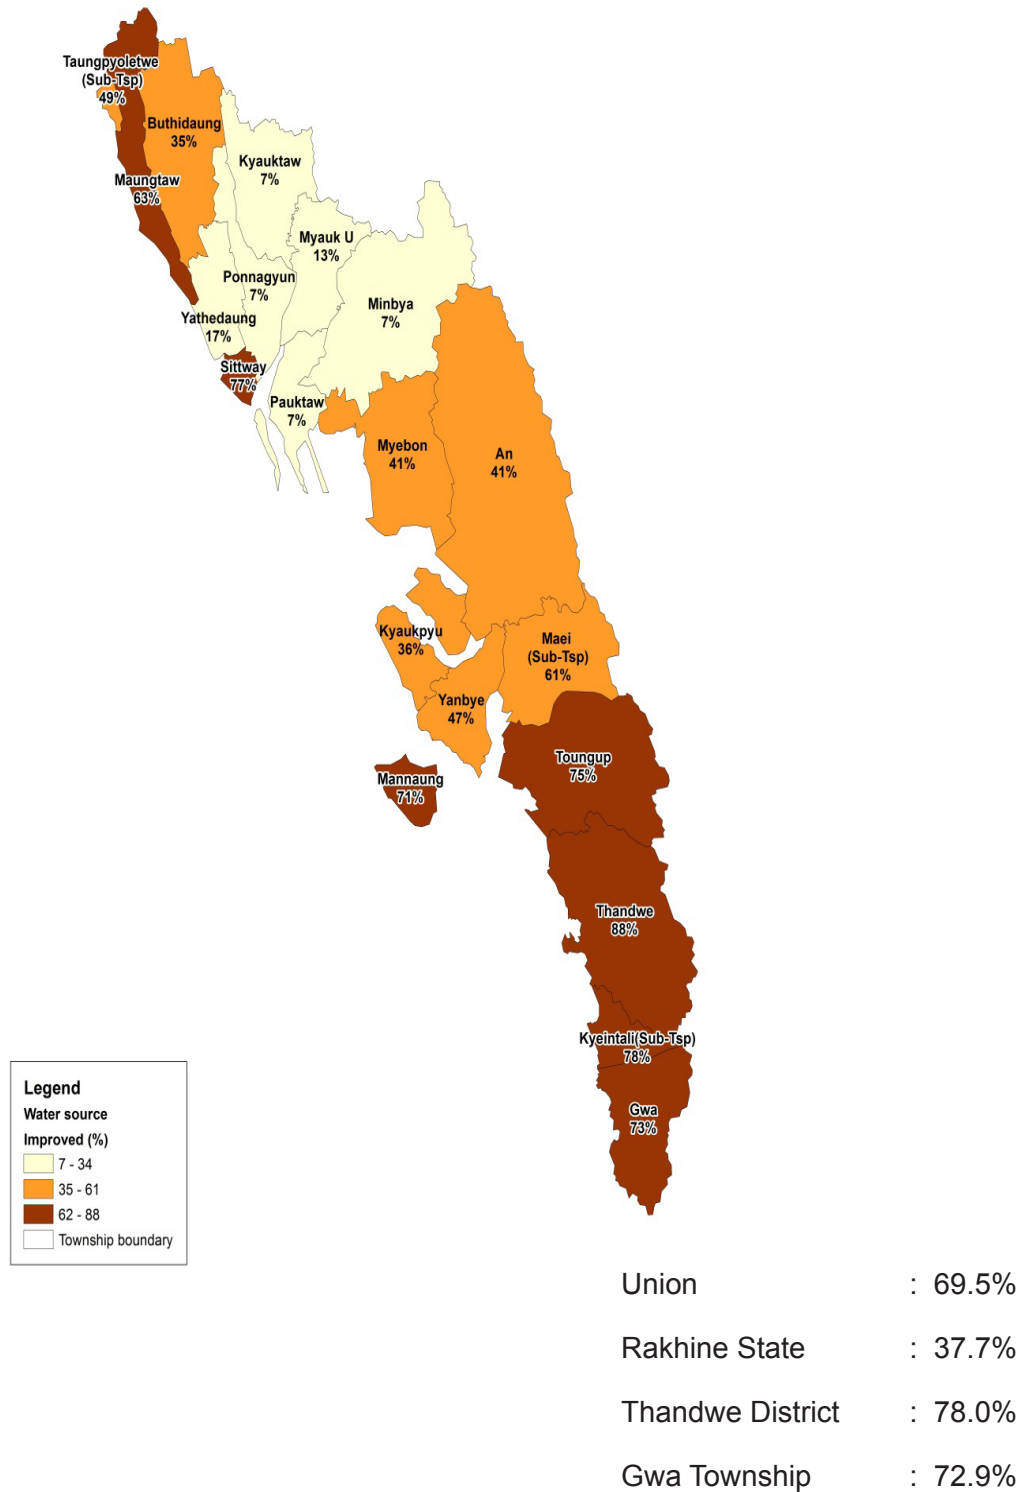 Taungpyoletwe
(Sub-Tsp)
49%
Buthidaung
35%
Kyauktaw
7%
Maungtaw
63%
Myauk U
13%
Ponnagyun
7%
Minbya
7%
Yathedaung
17%
Sittway
77%
Pauktaw
7%
Myebon
41%
An
41%
Kyaukpyu
36%
Maei
(Sub-Tsp)
61%
Yanbye
47%
Toungup
75%
Mannaung
71%
Thandwe
88%
Kyeintali(Sub-Tsp)
78%
Gwa
73%
Legend
Water source
Improved (%)
7 - 34
35 - 61
62 - 88
Township boundary
Union : 69.5%
Rakhine State : 37.7%
Thandwe District : 78.0%
Gwa Township : 72.9%